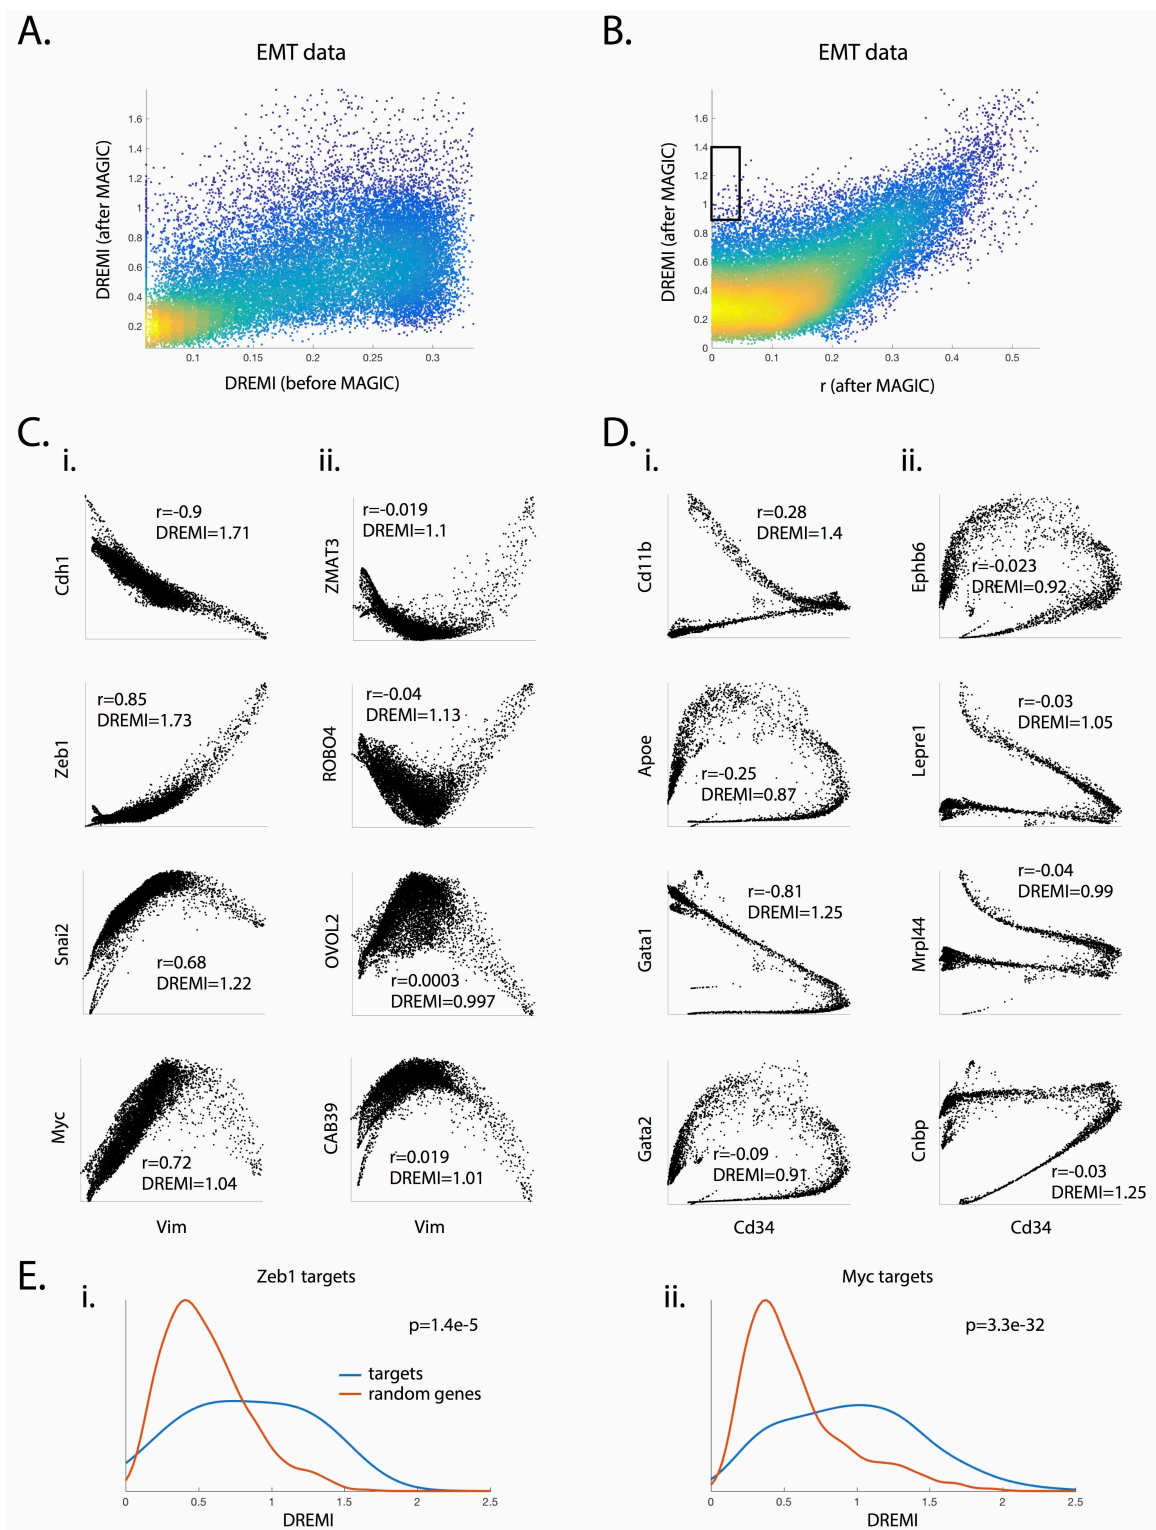 A.
EMT data
DREMI (after MAGIC)
1.6
1.4
1.2
1
0.8
0.6
0.4
0.2
0.1
0.15
0.2
0.25
0.3
DREMI (before MAGIC)
B.
EMT data
DREMI (after MAGIC)
1.6
1.4
1.2
1
0.8
0.6
0.4
0.2
0
0
0.1
0.2
0.3
0.4
0.5
r (after MAGIC)
C.
i.
Cdh1
r=-0.9
DREMI=1.71
Zeb1
r=0.85
DREMI=1.73
Snai2
r=0.68
DREMI=1.22
Myc
r=0.72
DREMI=1.04
Vim
ii.
ZMAT3
r=-0.019
DREMI=1.1
ROBO4
r=-0.04
DREMI=1.13
OVOL2
r=0.0003
DREMI=0.997
CAB39
r=0.019
DREMI=1.01
Vim
D.
i.
Cd11b
r=0.28
DREMI=1.4
Apoe
r=-0.25
DREMI=0.87
Gata1
r=-0.81
DREMI=1.25
Gata2
r=-0.09
DREMI=0.91
Cd34
ii.
Ephb6
r=-0.023
DREMI=0.92
Lepre1
r=-0.03
DREMI=1.05
Mrpl44
r=-0.04
DREMI=0.99
Cnbp
r=-0.03
DREMI=1.25
Cd34
E.
i.
Zeb1 targets
p=1.4e-5
targets
random genes
0
0.5
1
1.5
2
2.5
DREMI
ii.
Myc targets
p=3.3e-32
0
0.5
1
1.5
2
2.5
DREMI